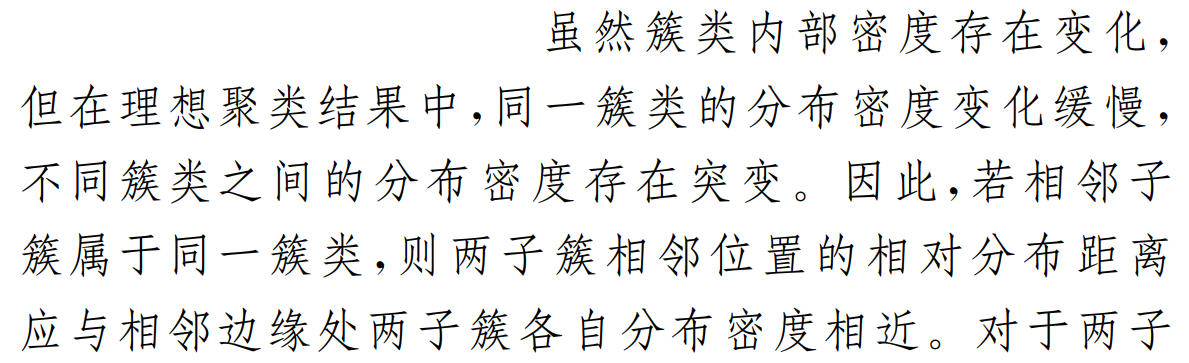 虽然簇类内部密度存在变化，
但在理想聚类结果中，同一簇类的分布密度变化缓慢，
不同簇类之间的分布密度存在突变。因此，若相邻子
簇属于同一簇类，则两子簇相邻位置的相对分布距离
应与相邻边缘处两子簇各自分布密度相近。对于两子